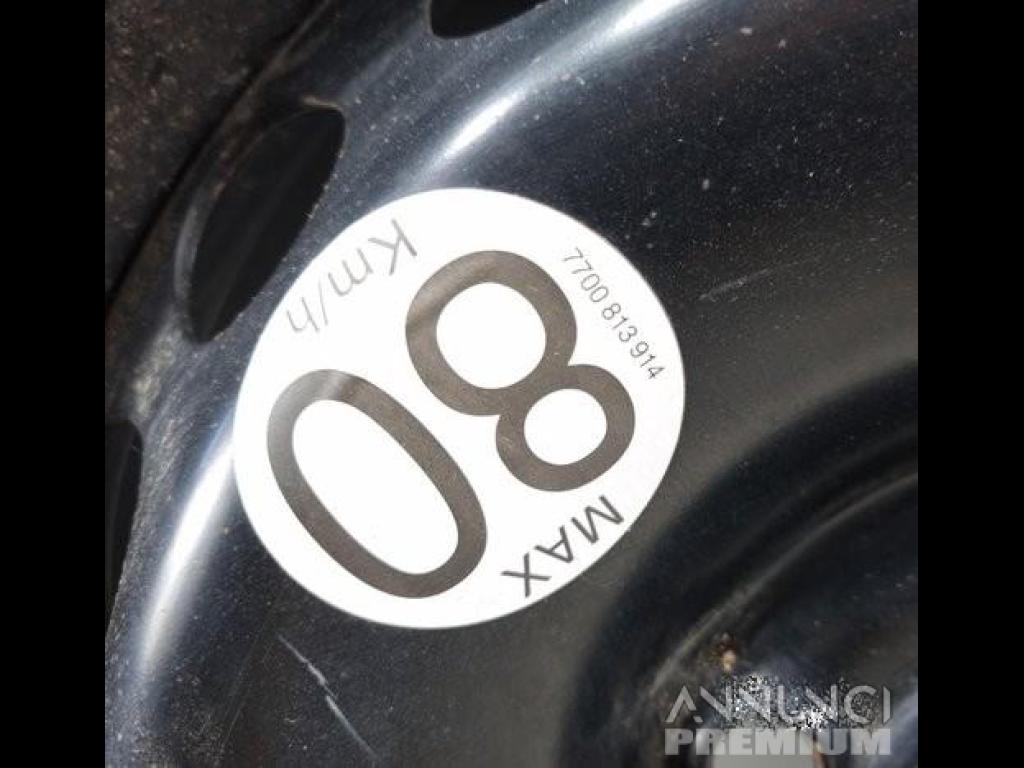 7700 813 914
MAX
80
Km/h
ANNUNCI
PREMIUM